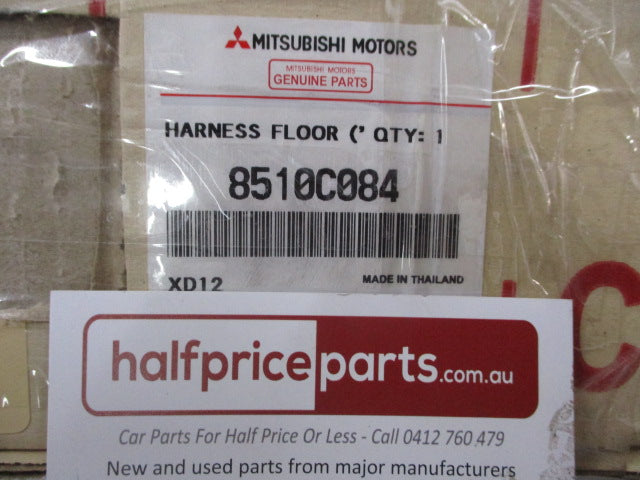 MITSUBISHI MOTORS
MITSUBISHI MOTORS
GENUINE PARTS
HARNESS FLOOR (' QTY: 1
8510C084
XD12
MADE IN THAILAND
C
halfpriceparts.com.au
Car Parts For Half Price Or Less - Call 0412 760 479
New and used parts from major manufacturers